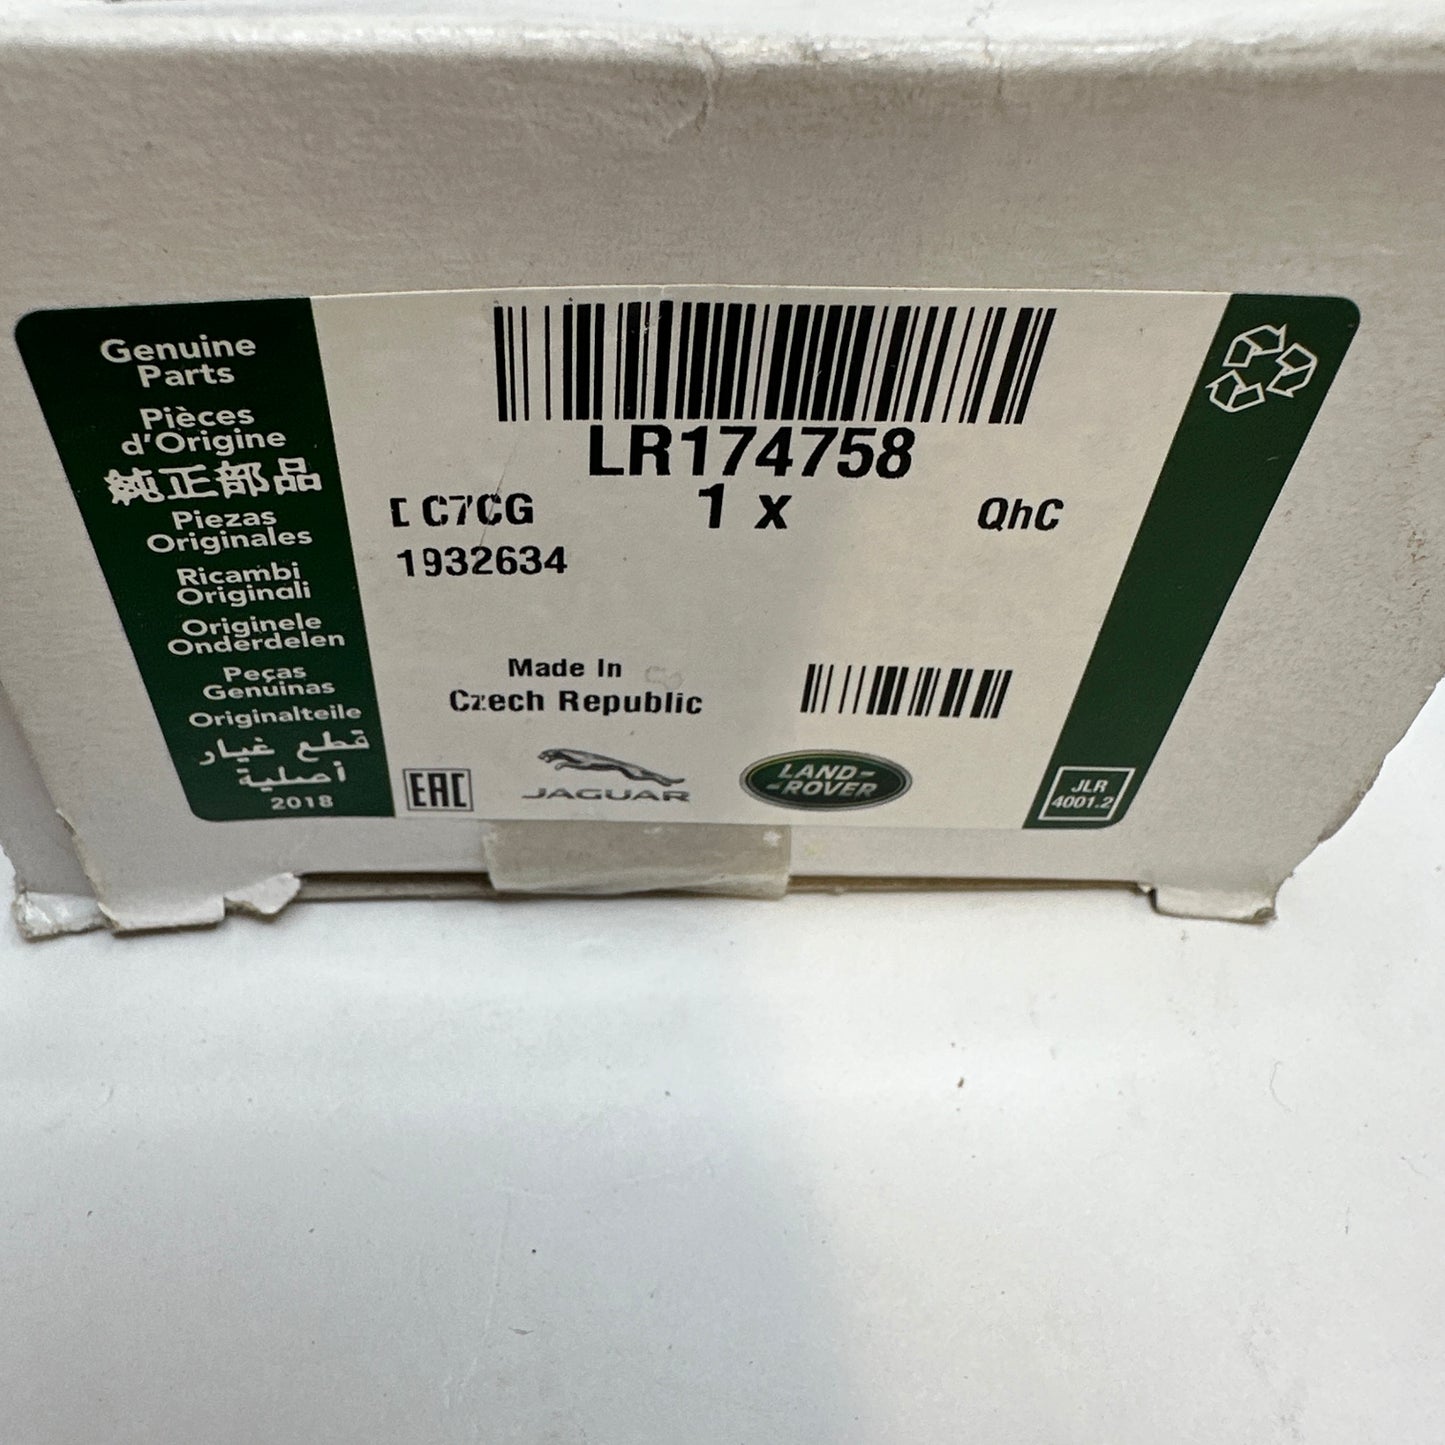 Genuine
Parts
Pièces
d'Origine
純正部品
Piezas
Originales
Ricambi
Originali
Originele
Onderdelen
Peças
Genuinas
Originalteile
قطع غيار
أصلية
2018
LR174758
C7CG 1 x QhC
1932634
Made In
Czech Republic
EAC
JAGUAR
LAND-
-ROVER
JLR
4001.2